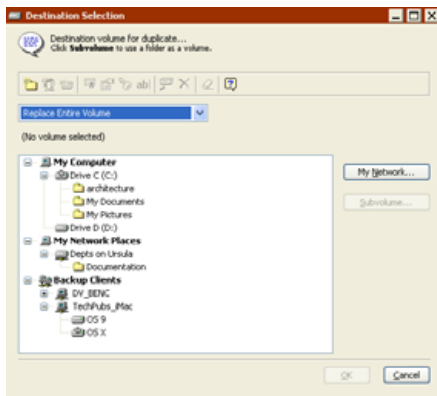 Destination Selection
Destination volume for duplicate...
Click Subvolume to use a folder as a volume.
Replace Entire Volume
(No volume selected)
My Computer
Drive C (C:)
architecture
My Documents
My Pictures
Drive D (D:)
My Network Places
Depts on Ursula
Documentation
Backup Clients
DV_BENC
TechPubs_iMac
OS 9
OS X
My Network...
Subvolume...
OK
Cancel